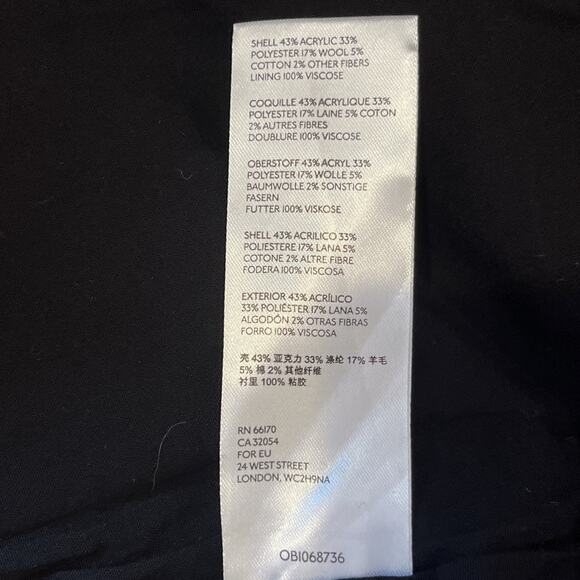 SHELL 43% ACRYLIC 33%
POLYESTER 17% WOOL 5%
COTTON 2% OTHER FIBERS
LINING 100% VISCOSE
COQUILLE 43% ACRYLIQUE 33%
POLYESTER 17% LAINE 5% COTON
2% AUTRES FIBRES
DOUBLURE 100% VISCOSE
OBERSTOFF 43% ACRYL 33%
POLYESTER 17% WOLLE 5%
BAUMWOLLE 2% SONSTIGE
FASERN
FUTTER 100% VISKOSE
SHELL 43% ACRILICO 33%
POLIESTERE 17% LANA 5%
COTONE 2% ALTRE FIBRE
FODERA 100% VISCOSA
EXTERIOR 43% ACRÍLICO
33% POLIÉSTER 17% LANA 5%
ALGODÓN 2% OTRAS FIBRAS
FORRO 100% VISCOSA
壳 43% 亚克力 33% 涤纶 17% 羊毛
5% 棉 2% 其他纤维
衬里 100% 粘胶
RN 66170
CA 32054
FOR EU
24 WEST STREET
LONDON, WC2H9NA
OB1068736